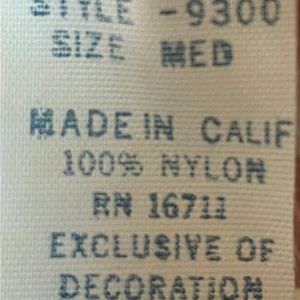 STYLE -9300
SIZE MED
MADE IN CALIF
100% NYLON
RN 16711
EXCLUSIVE OF
DECORATION